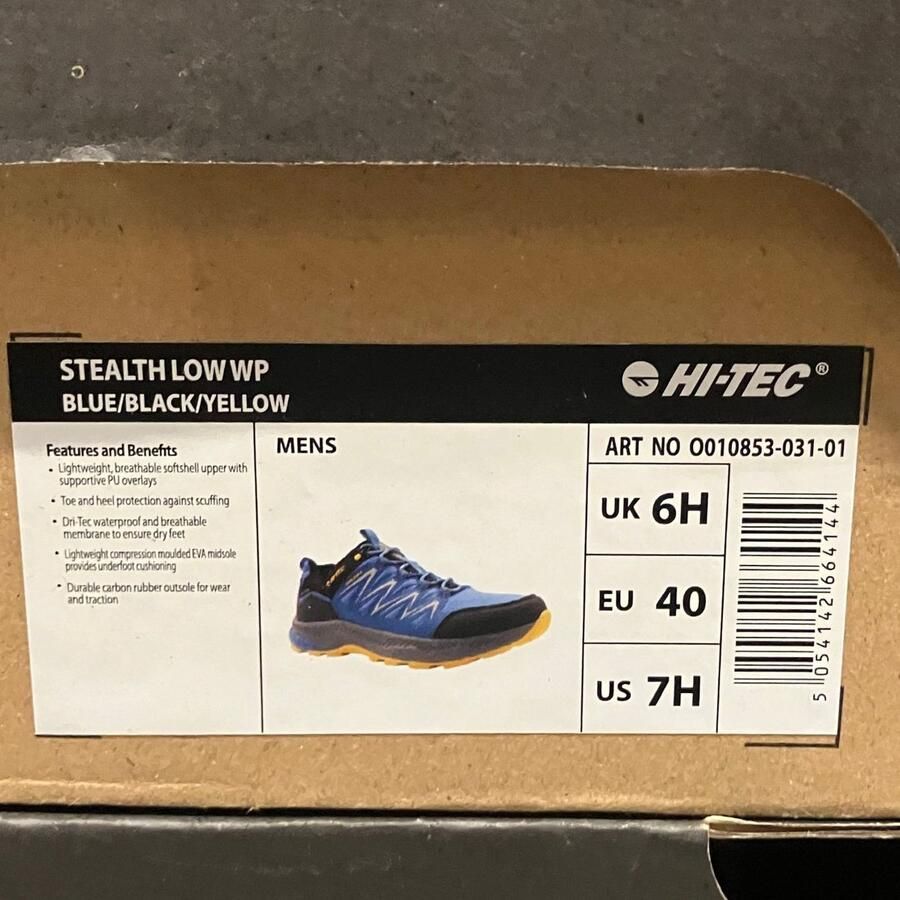 STEALTH LOW WP
BLUE/BLACK/YELLOW
HI-TEC®
Features and Benefits
• Lightweight, breathable softshell upper with
supportive PU overlays
• Toe and heel protection against scuffing
• Dri-Tec waterproof and breathable
membrane to ensure dry feet
• Lightweight compression moulded EVA midsole
provides underfoot cushioning
• Durable carbon rubber outsole for wear
and traction
MENS
ART NO O010853-031-01
UK 6H
EU 40
US 7H
5 054142 664144